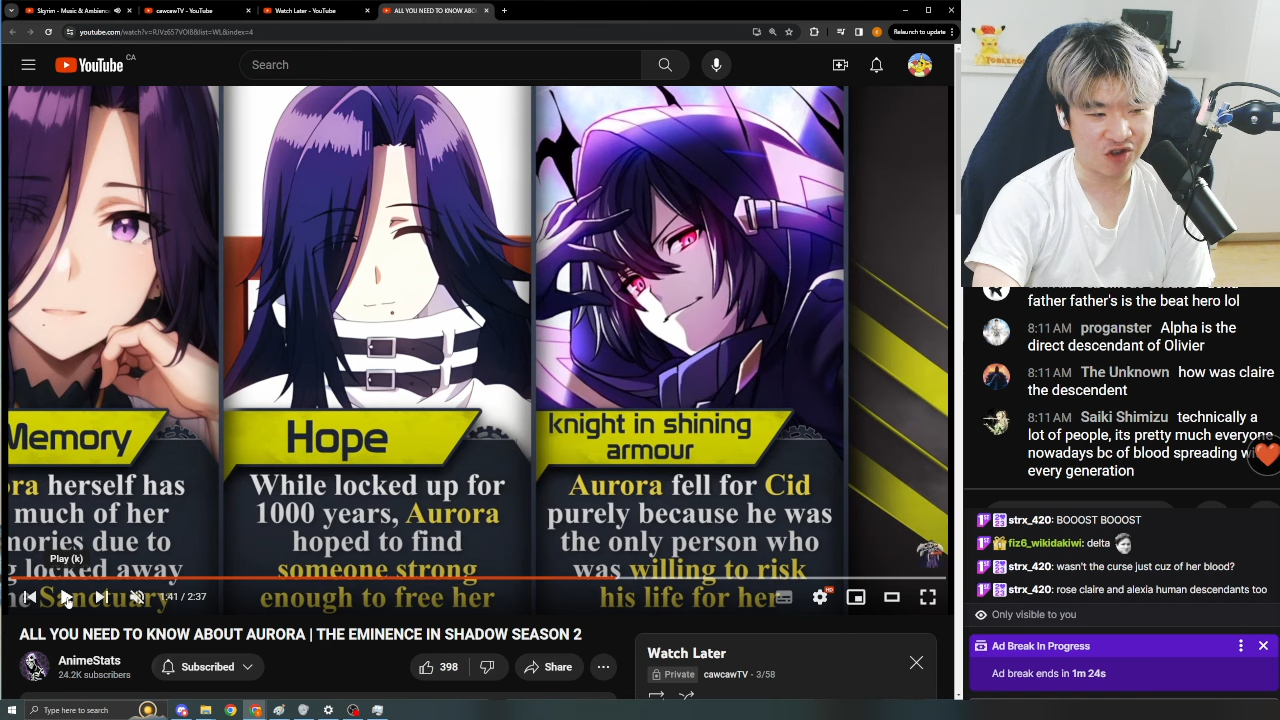 Skyrim - Music & Ambience
cawcawTV - YouTube
Watch Later - YouTube
ALL YOU NEED TO KNOW ABO
youtube.com/watch?v=RJVz657VOI8&list=WL&index=4
Relaunch to update
YouTube CA
Search
TOBLERO
Memory
Hope
knight in shining
armour
ora herself has
much of her
mories due to
g locked away
he Sanctuary
While locked up for
1000 years, Aurora
hoped to find
someone strong
enough to free her
Aurora fell for Cid
purely because he was
the only person who
was willing to risk
his life for her
Play (k)
1:41 / 2:37
HD
ALL YOU NEED TO KNOW ABOUT AURORA | THE EMINENCE IN SHADOW SEASON 2
AnimeStats
24.2K subscribers
Subscribed
398
Share
Watch Later
Private
cawcawTV - 3/58
father father's is the beat hero lol
8:11 AM proganster Alpha is the
direct descendant of Olivier
8:11 AM The Unknown how was claire
the descendent
8:11 AM Saiki Shimizu technically a
lot of people, its pretty much everyone
nowadays bc of blood spreading
every generation
strx_420: BOOOST BOOOST
fiz6_wikidakiwi: delta
strx_420: wasn't the curse just cuz of her blood?
strx_420: rose claire and alexia human descendants too
Only visible to you
Ad Break In Progress
Ad break ends in 1m 24s
Type here to search